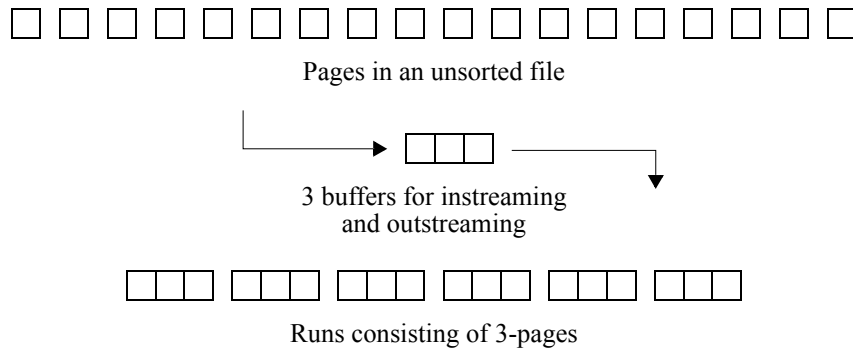 Pages in an unsorted file
3 buffers for instreaming
and outstreaming
Runs consisting of 3-pages